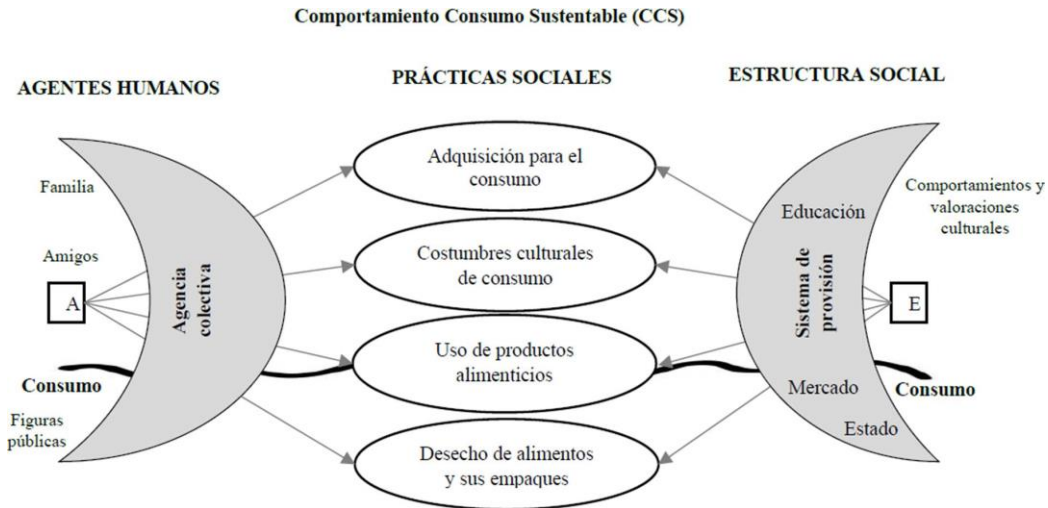 Comportamiento Consumo Sustentable (CCS)
AGENTES HUMANOS
PRÁCTICAS SOCIALES
ESTRUCTURA SOCIAL
Familia
Amigos
A
Consumo
Figuras
públicas
Agencia
colectiva
Adquisición para el
consumo
Costumbres culturales
de consumo
Uso de productos
alimenticios
Desecho de alimentos
y sus empaques
Educación
Sistema de
provisión
Mercado
Estado
Comportamientos y
valoraciones
culturales
E
Consumo